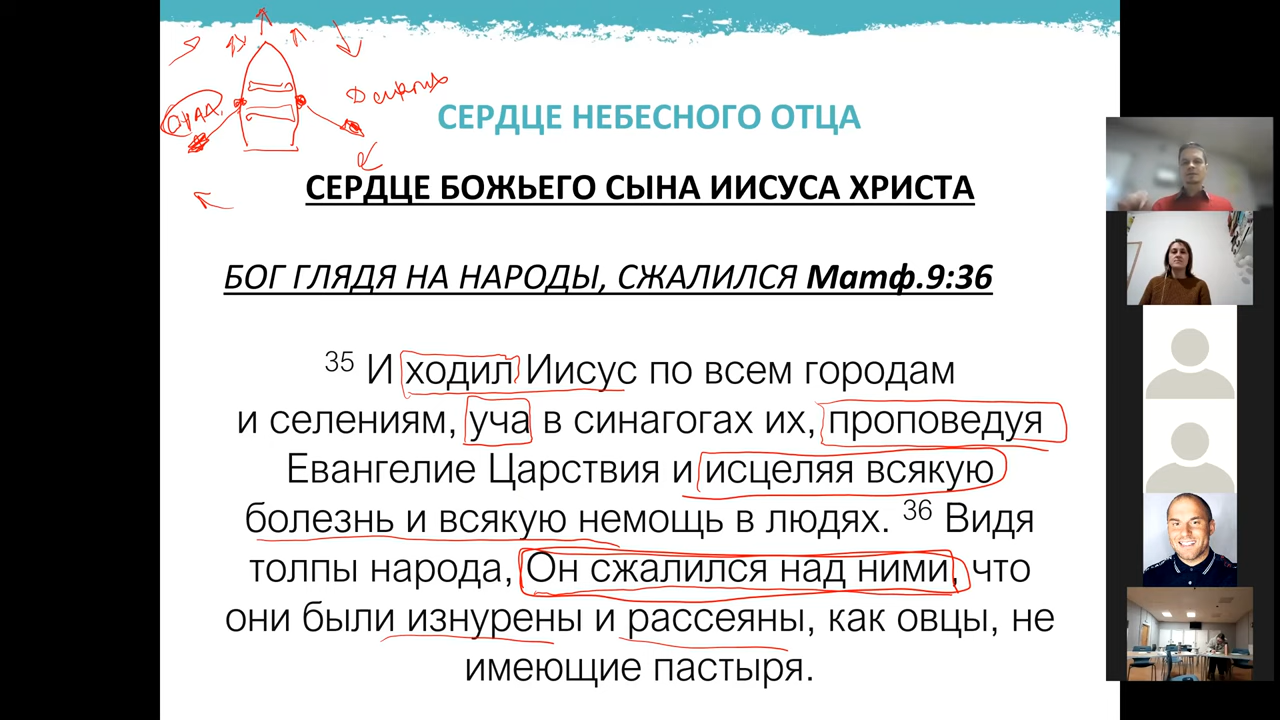 СЕРДЦЕ НЕБЕСНОГО ОТЦА
СЕРДЦЕ БОЖЬЕГО СЫНА ИИСУСА ХРИСТА
БОГ ГЛЯДЯ НА НАРОДЫ, СЖАЛИЛСЯ Матф.9:36
35 И ходил Иисус по всем городам
и селениям, уча в синагогах их, проповедуя
Евангелие Царствия и исцеляя всякую
болезнь и всякую немощь в людях. 36 Видя
толпы народа, Он сжалился над ними, что
они были изнурены и рассеяны, как овцы, не
имеющие пастыря.